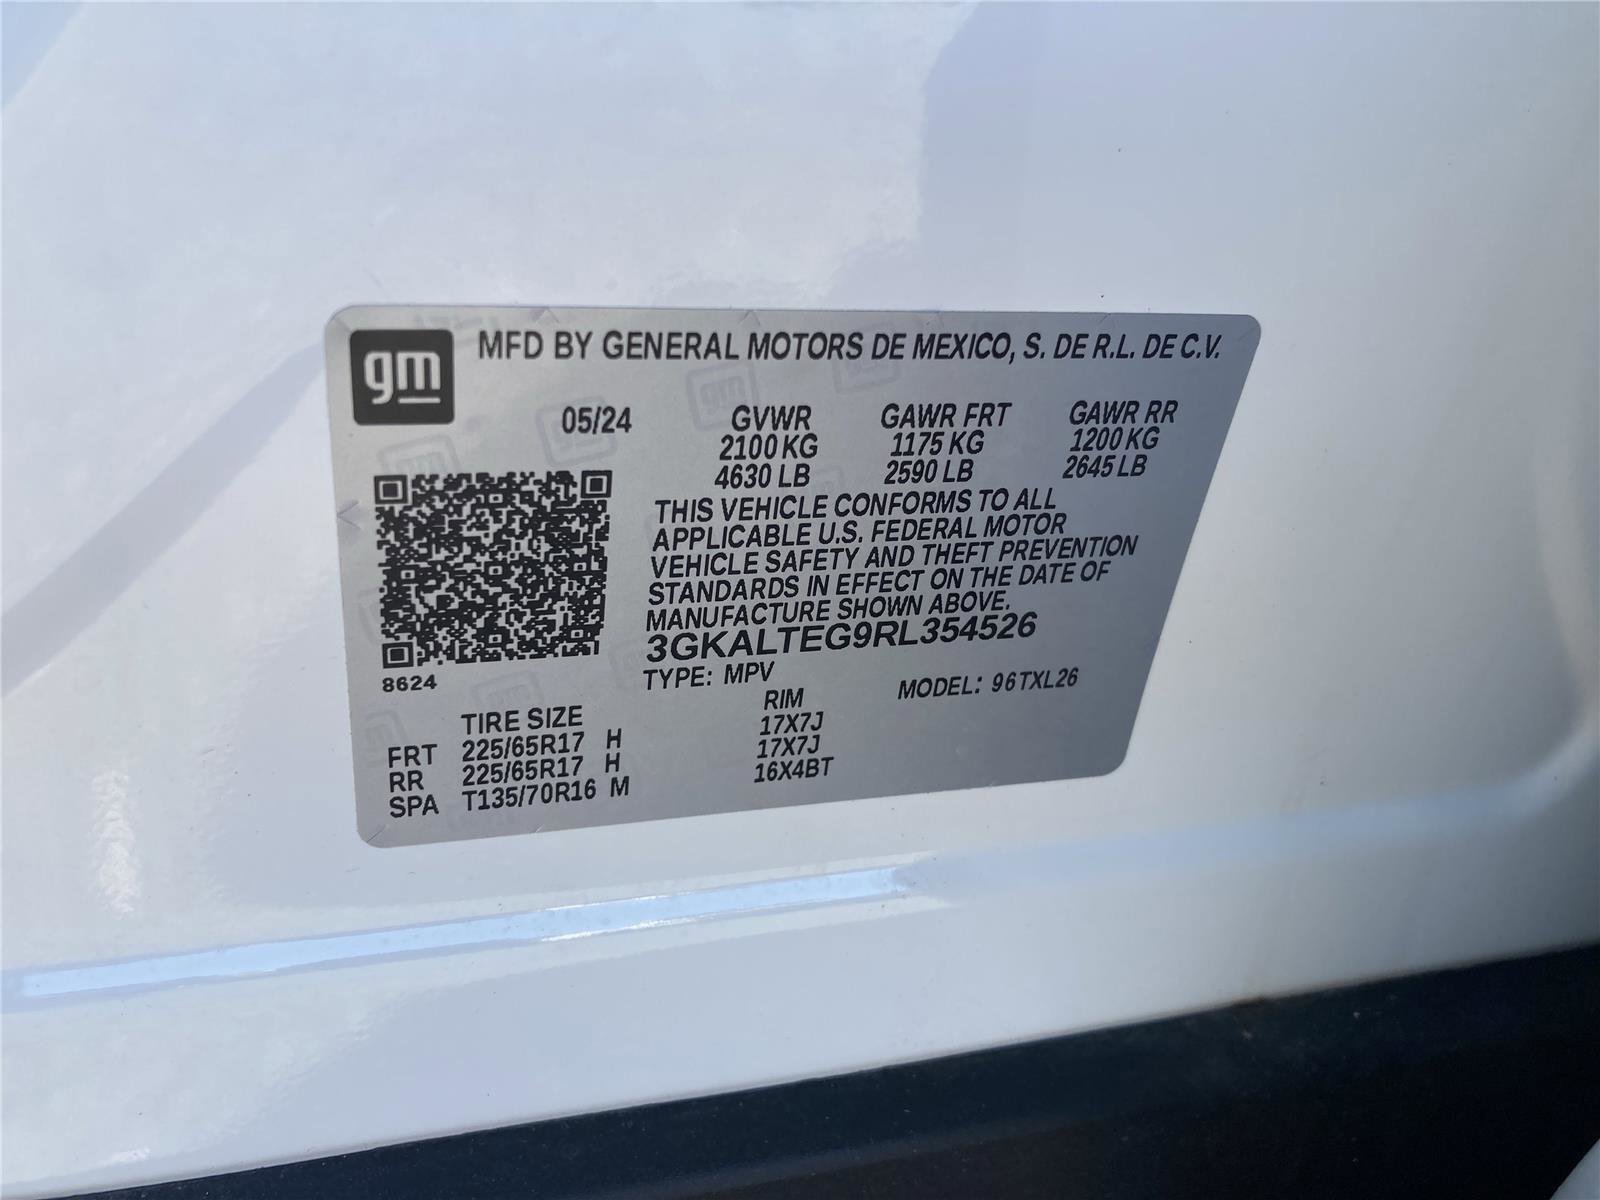 gm
MFD BY GENERAL MOTORS DE MEXICO, S. DE R.L. DE C.V.
05/24 GVWR GAWR FRT GAWR RR
2100 KG 1175 KG 1200 KG
4630 LB 2590 LB 2645 LB
THIS VEHICLE CONFORMS TO ALL
APPLICABLE U.S. FEDERAL MOTOR
VEHICLE SAFETY AND THEFT PREVENTION
STANDARDS IN EFFECT ON THE DATE OF
MANUFACTURE SHOWN ABOVE.
3GKALTEG9RL354526
8624
TYPE: MPV MODEL: 96TXL26
TIRE SIZE RIM
FRT 225/65R17 H 17X7J
RR 225/65R17 H 17X7J
SPA T135/70R16 M 16X4BT